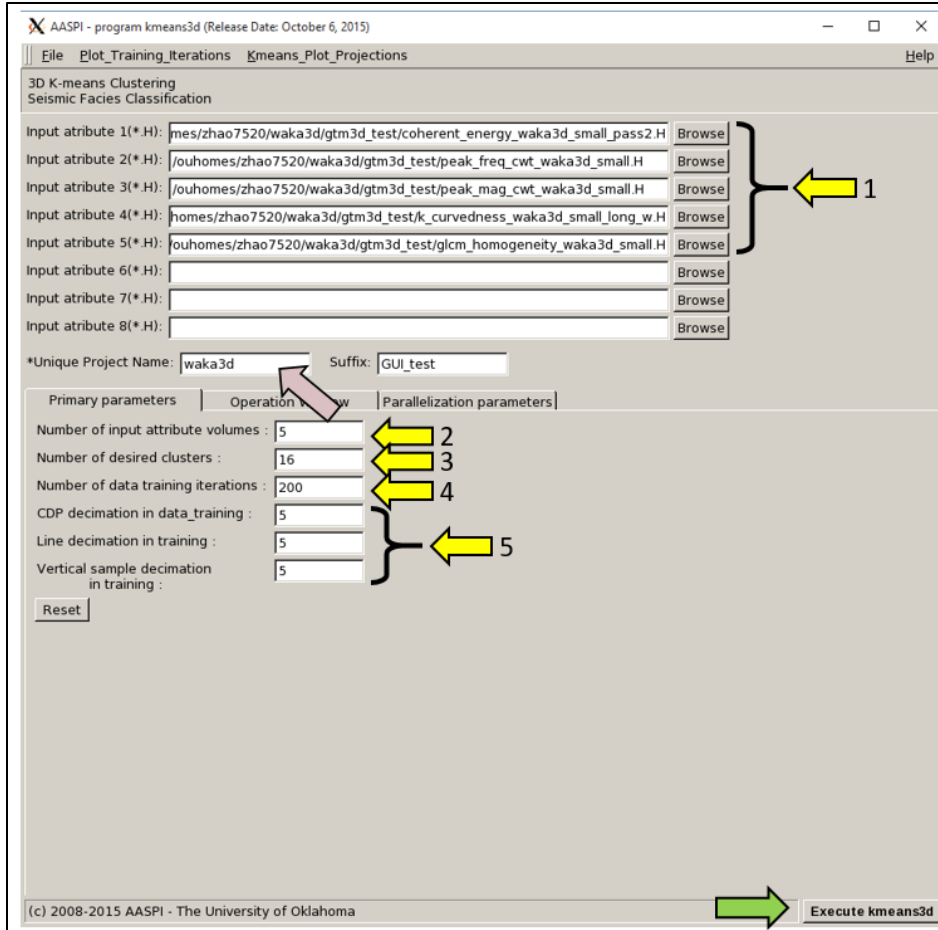 AASPI - program kmeans3d (Release Date: October 6, 2015)
File Plot_Training_Iterations Kmeans_Plot_Projections Help
3D K-means Clustering
Seismic Facies Classification
Input atribute 1(*.H): mes/zhao7520/waka3d/gtm3d_test/coherent_energy_waka3d_small_pass2.H Browse
Input atribute 2(*.H): /ouhomes/zhao7520/waka3d/gtm3d_test/peak_freq_cwt_waka3d_small.H Browse
Input atribute 3(*.H): /ouhomes/zhao7520/waka3d/gtm3d_test/peak_mag_cwt_waka3d_small.H Browse
1
Input atribute 4(*.H): homes/zhao7520/waka3d/gtm3d_test/k_curvedness_waka3d_small_long_w.H Browse
Input atribute 5(*.H): /ouhomes/zhao7520/waka3d/gtm3d_test/glcm_homogeneity_waka3d_small.H Browse
Input atribute 6(*.H): Browse
Input atribute 7(*.H): Browse
Input atribute 8(*.H): Browse
*Unique Project Name: waka3d Suffix: GUI_test
Primary parameters Operation Parallelization parameters
Number of input attribute volumes : 5 2
Number of desired clusters : 16 3
Number of data training iterations : 200 4
CDP decimation in data_training : 5
Line decimation in training : 5 5
Vertical sample decimation 5
in training :
Reset
(c) 2008-2015 AASPI - The University of Oklahoma Execute kmeans3d